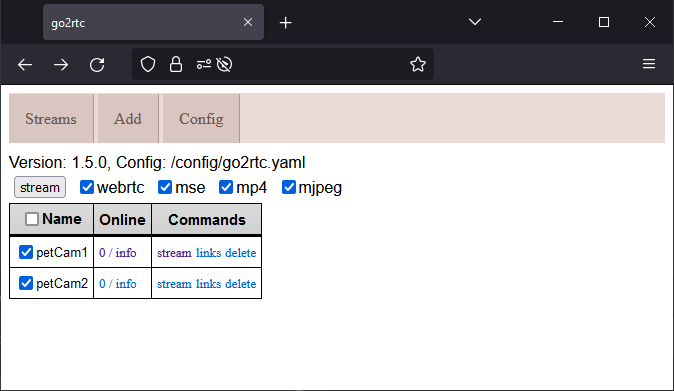 go2rtc
Streams Add Config
Version: 1.5.0, Config: /config/go2rtc.yaml
stream webrtc mse mp4 mjpeg
Name Online Commands
petCam1 0 / info stream links delete
petCam2 0 / info stream links delete